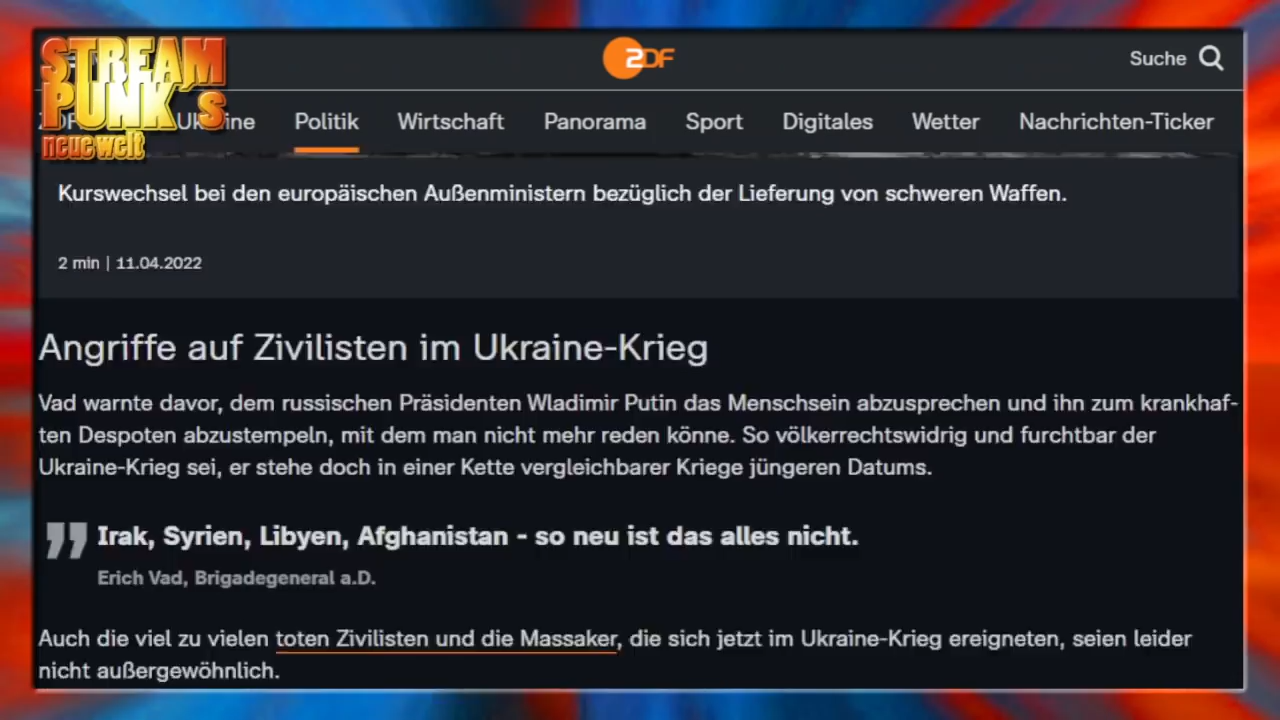 STREAM
PUNK´s
neue welt
ZDF
Suche
Ukraine Politik Wirtschaft Panorama Sport Digitales Wetter Nachrichten-Ticker
Kurswechsel bei den europäischen Außenministern bezüglich der Lieferung von schweren Waffen.
2 min | 11.04.2022
Angriffe auf Zivilisten im Ukraine-Krieg
Vad warnte davor, dem russischen Präsidenten Wladimir Putin das Menschsein abzusprechen und ihn zum krankhaf-
ten Despoten abzustempeln, mit dem man nicht mehr reden könne. So völkerrechtswidrig und furchtbar der
Ukraine-Krieg sei, er stehe doch in einer Kette vergleichbarer Kriege jüngeren Datums.
" Irak, Syrien, Libyen, Afghanistan - so neu ist das alles nicht.
Erich Vad, Brigadegeneral a.D.
Auch die viel zu vielen toten Zivilisten und die Massaker, die sich jetzt im Ukraine-Krieg ereigneten, seien leider
nicht außergewöhnlich.